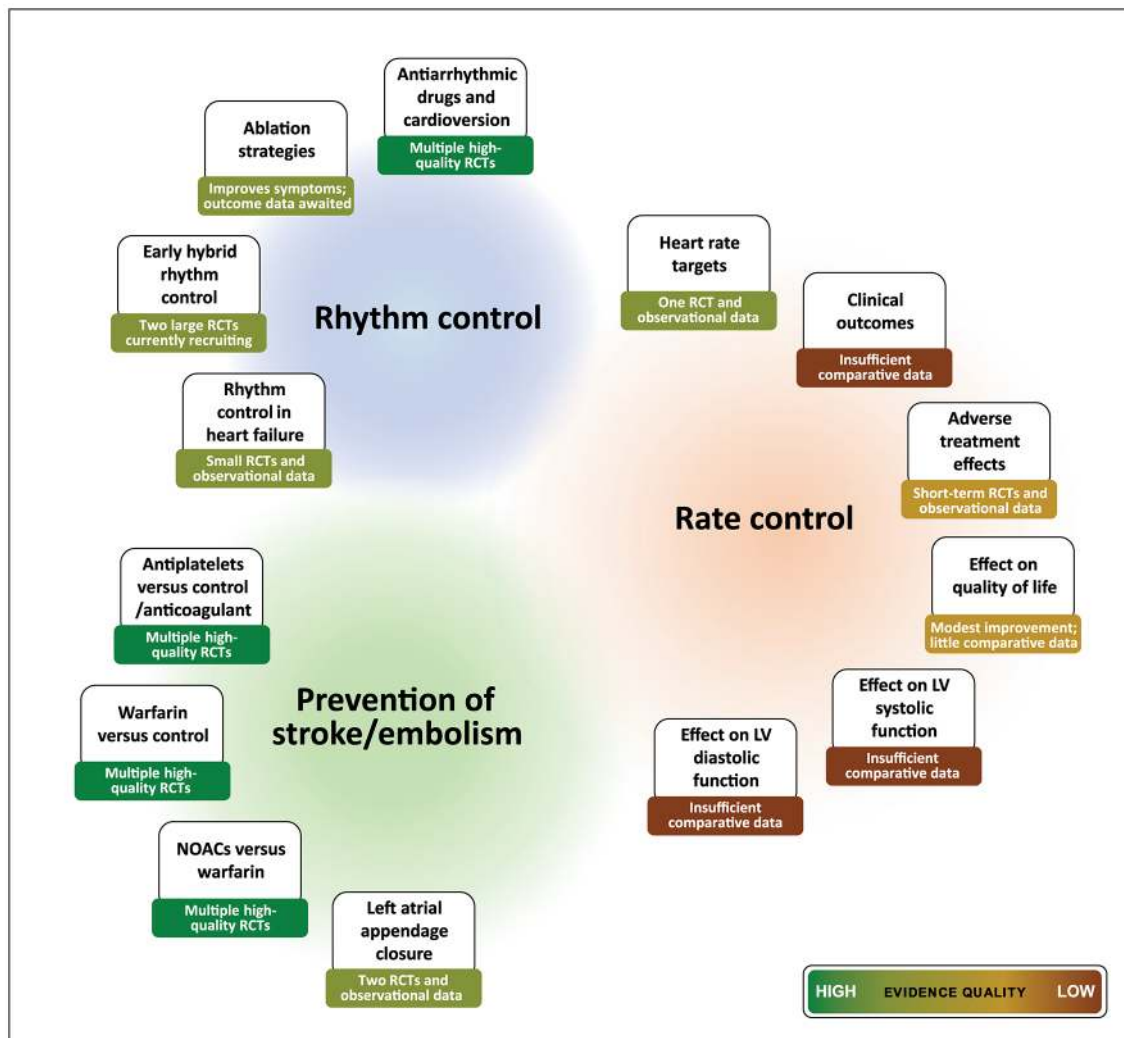 Antiarrhythmic
drugs and
cardioversion
Multiple high-
quality RCTs
Ablation
strategies
Improves symptoms;
outcome data awaited
Early hybrid
rhythm
control
Two large RCTs
currently recruiting
Rhythm
control in
heart failure
Small RCTs and
observational data
Rhythm control
Heart rate
targets
One RCT and
observational data
Clinical
outcomes
Insufficient
comparative data
Adverse
treatment
effects
Short-term RCTs and
observational data
Effect on
quality of life
Modest improvement;
little comparative data
Effect on LV
systolic
function
Insufficient
comparative data
Effect on LV
diastolic
function
Insufficient
comparative data
Rate control
Antiplatelets
versus control
/anticoagulant
Multiple high-
quality RCTs
Warfarin
versus control
Multiple high-
quality RCTs
NOACs versus
warfarin
Multiple high-
quality RCTs
Left atrial
appendage
closure
Two RCTs and
observational data
Prevention of
stroke/embolism
HIGH EVIDENCE QUALITY LOW